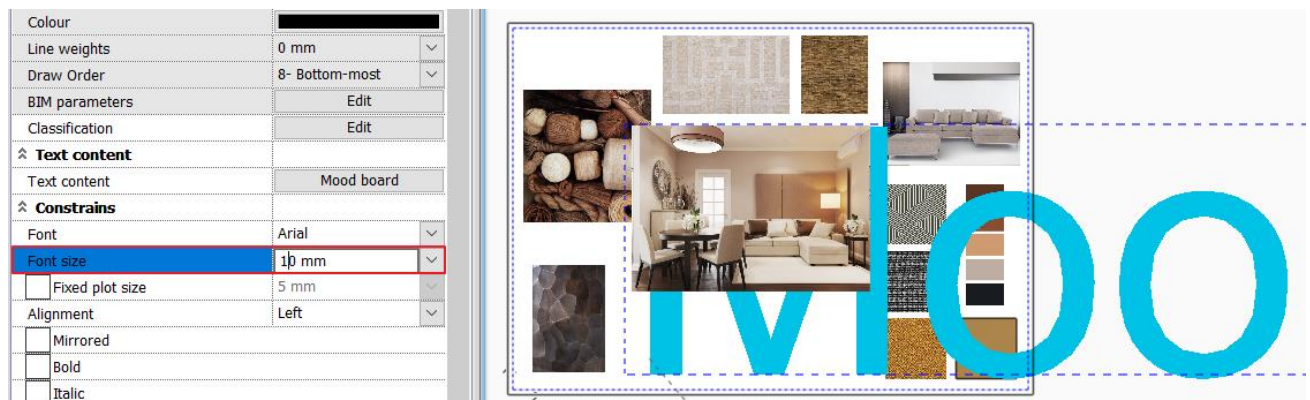 Colour
Line weights 0 mm
Draw Order 8- Bottom-most
BIM parameters Edit
Classification Edit
Text content
Text content Mood board
Constrains
Font Arial
Font size 10 mm
Fixed plot size 5 mm
Alignment Left
Mirrored
Bold
Italic
Moo